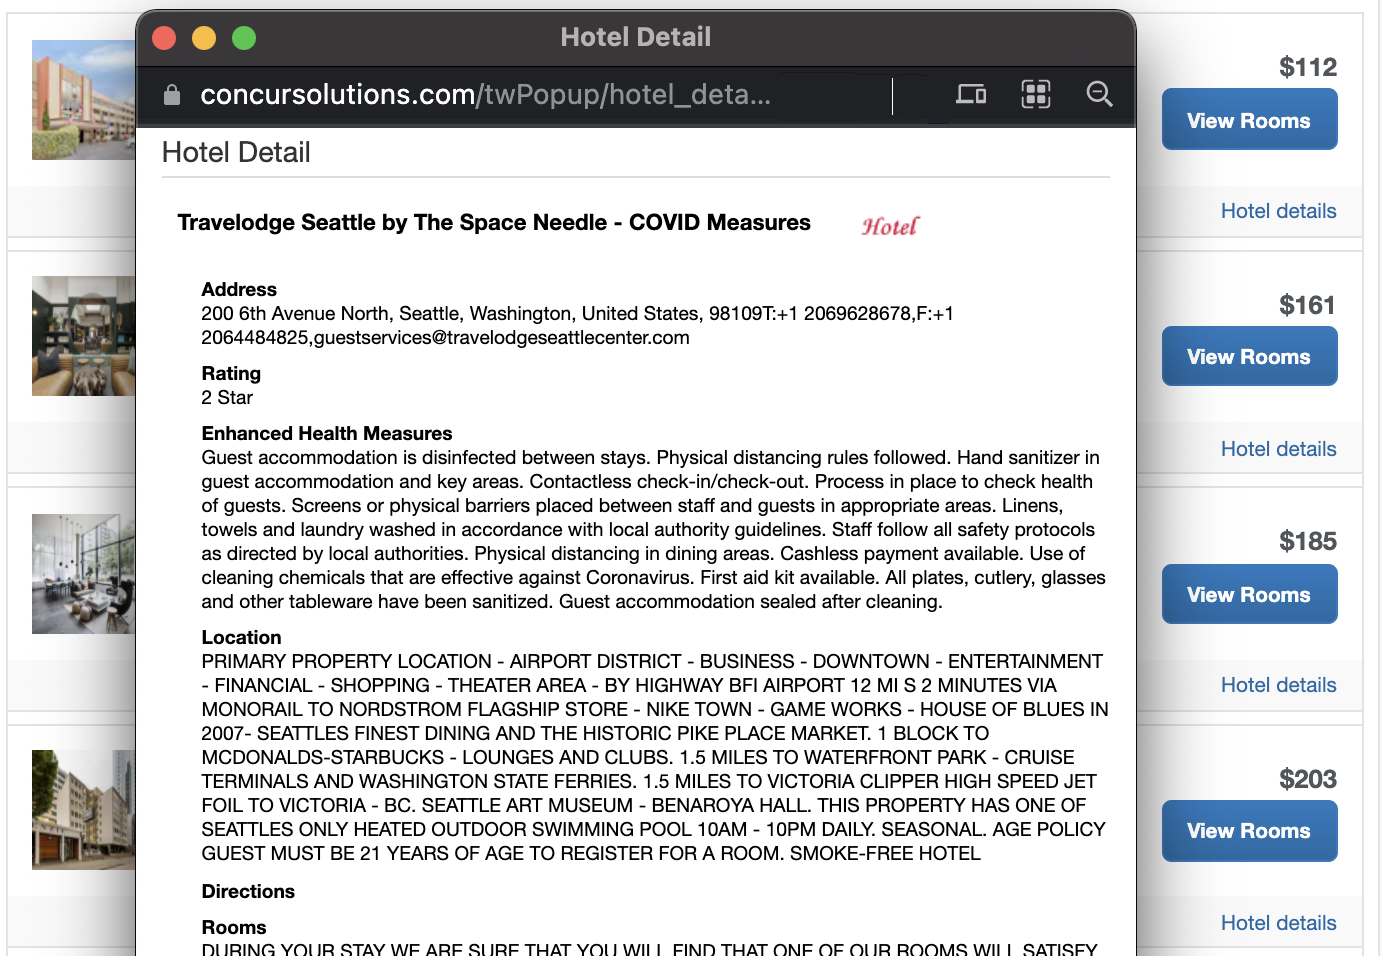 Hotel Detail
concursolutions.com/twPopup/hotel_deta...
Hotel Detail
Travelodge Seattle by The Space Needle - COVID Measures
Hotel
Address
200 6th Avenue North, Seattle, Washington, United States, 98109T:+1 2069628678,F:+1
2064484825,guestservices@travelodgeseattlecenter.com
Rating
2 Star
Enhanced Health Measures
Guest accommodation is disinfected between stays. Physical distancing rules followed. Hand sanitizer in
guest accommodation and key areas. Contactless check-in/check-out. Process in place to check health
of guests. Screens or physical barriers placed between staff and guests in appropriate areas. Linens,
towels and laundry washed in accordance with local authority guidelines. Staff follow all safety protocols
as directed by local authorities. Physical distancing in dining areas. Cashless payment available. Use of
cleaning chemicals that are effective against Coronavirus. First aid kit available. All plates, cutlery, glasses
and other tableware have been sanitized. Guest accommodation sealed after cleaning.
Location
PRIMARY PROPERTY LOCATION - AIRPORT DISTRICT - BUSINESS - DOWNTOWN - ENTERTAINMENT
- FINANCIAL - SHOPPING - THEATER AREA - BY HIGHWAY BFI AIRPORT 12 MI S 2 MINUTES VIA
MONORAIL TO NORDSTROM FLAGSHIP STORE - NIKE TOWN - GAME WORKS - HOUSE OF BLUES IN
2007- SEATTLES FINEST DINING AND THE HISTORIC PIKE PLACE MARKET. 1 BLOCK TO
MCDONALDS-STARBUCKS - LOUNGES AND CLUBS. 1.5 MILES TO WATERFRONT PARK - CRUISE
TERMINALS AND WASHINGTON STATE FERRIES. 1.5 MILES TO VICTORIA CLIPPER HIGH SPEED JET
FOIL TO VICTORIA - BC. SEATTLE ART MUSEUM - BENAROYA HALL. THIS PROPERTY HAS ONE OF
SEATTLES ONLY HEATED OUTDOOR SWIMMING POOL 10AM - 10PM DAILY. SEASONAL. AGE POLICY
GUEST MUST BE 21 YEARS OF AGE TO REGISTER FOR A ROOM. SMOKE-FREE HOTEL
Directions
Rooms
DURING YOUR STAY WE ARE SURE THAT YOU WILL FIND THAT ONE OF OUR ROOMS WILL SATISFY
$112
View Rooms
Hotel details
$161
View Rooms
Hotel details
$185
View Rooms
Hotel details
$203
View Rooms
Hotel details